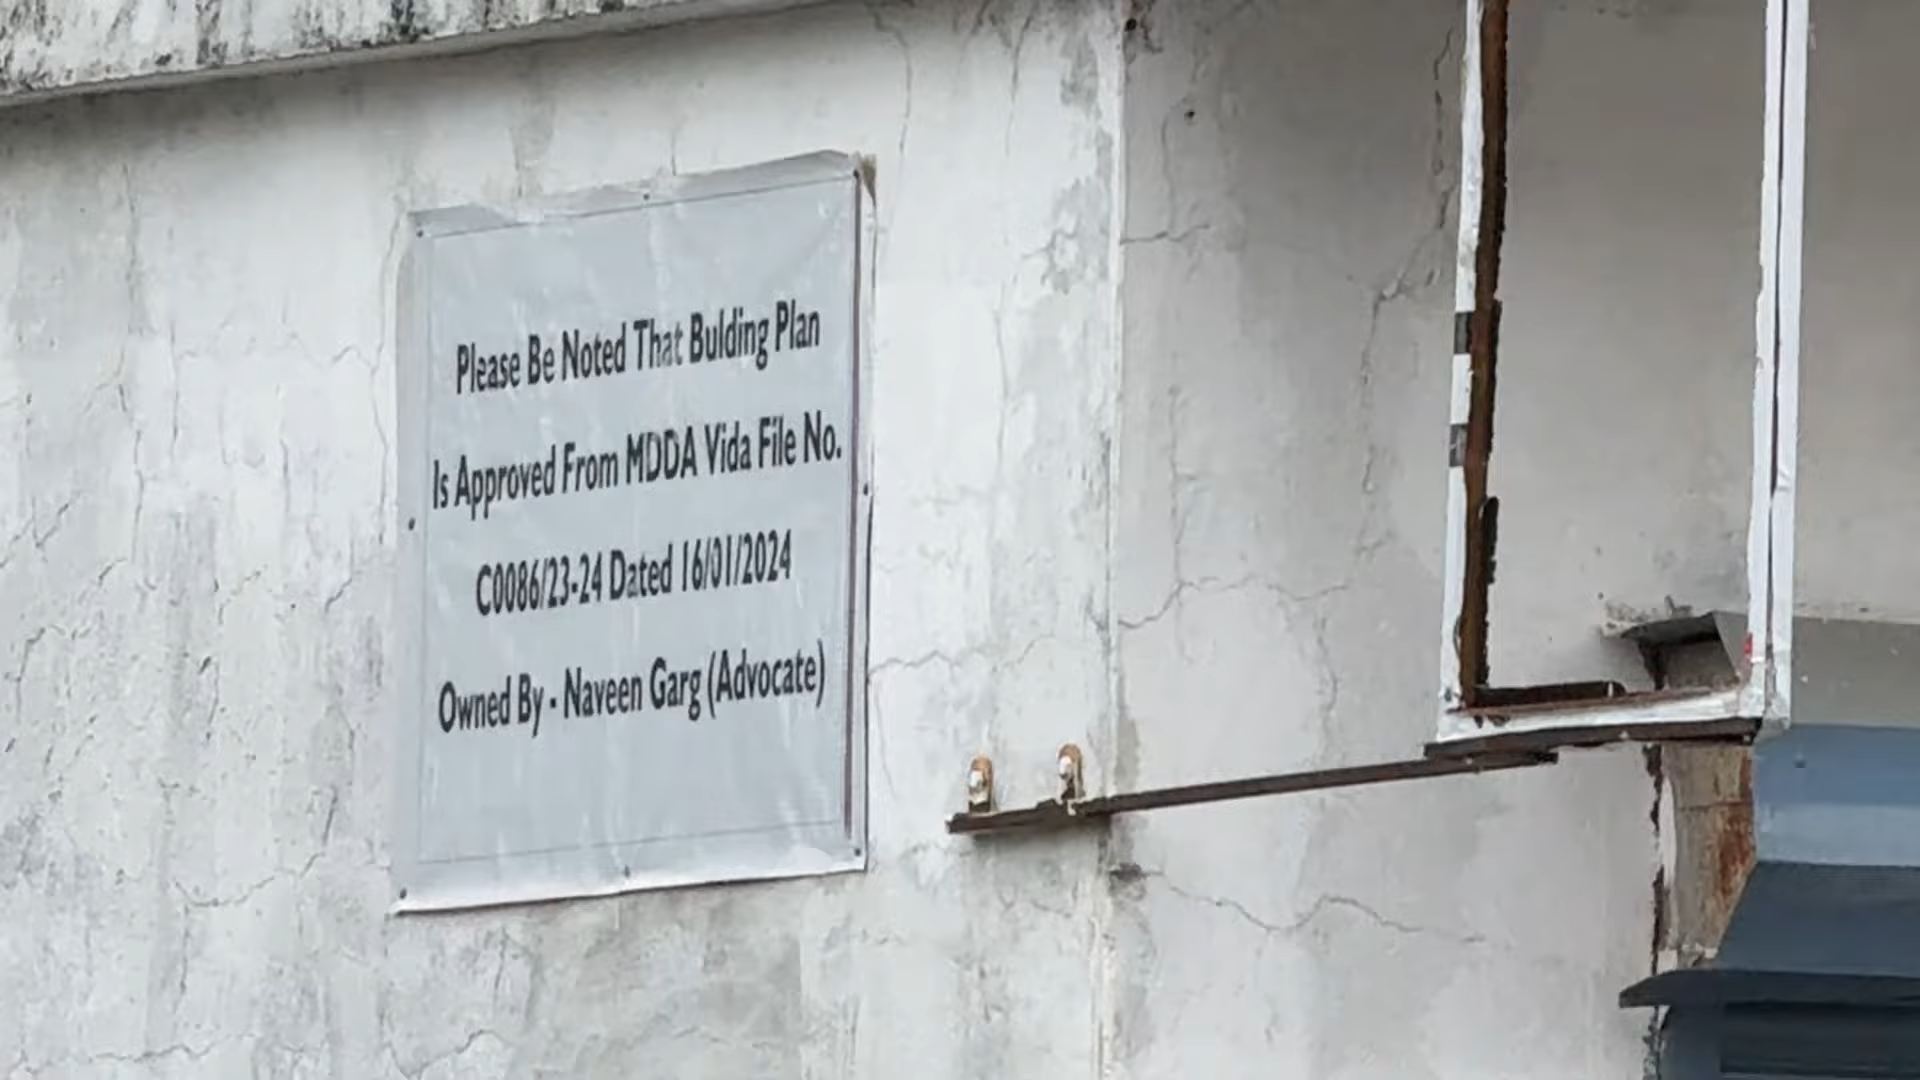 Please Be Noted That Bulding Plan
Is Approved From MDDA Vida File No.
C0086/23-24 Dated 16/01/2024
Owned By - Naveen Garg (Advocate)